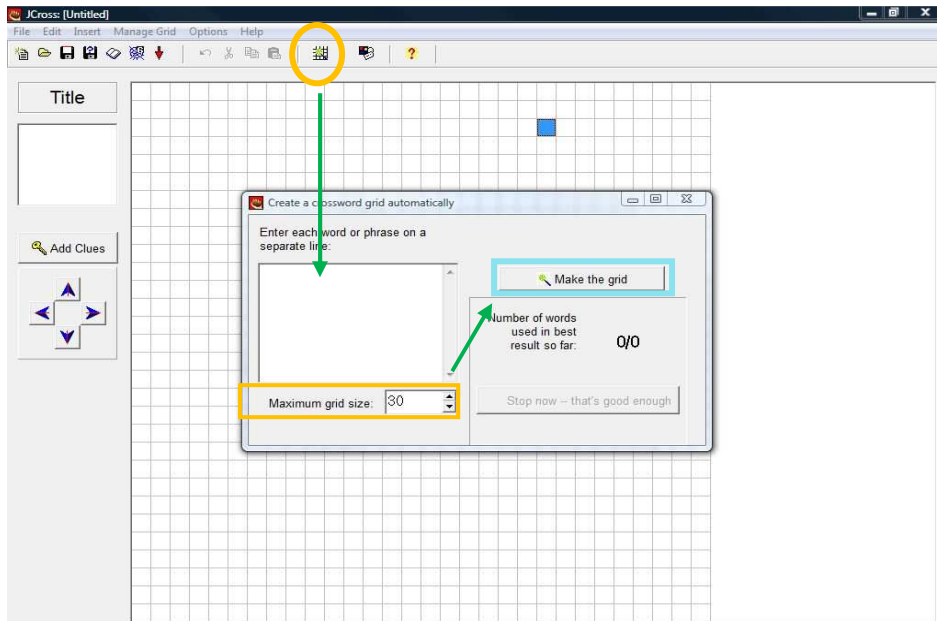 JCross: [Untitled]
File Edit Insert Manage Grid Options Help
?
Title
Add Clues
Create a crossword grid automatically
Enter each word or phrase on a
separate line:
Make the grid
Number of words
used in best
result so far:
0/0
Maximum grid size: 30
Stop now -- that's good enough